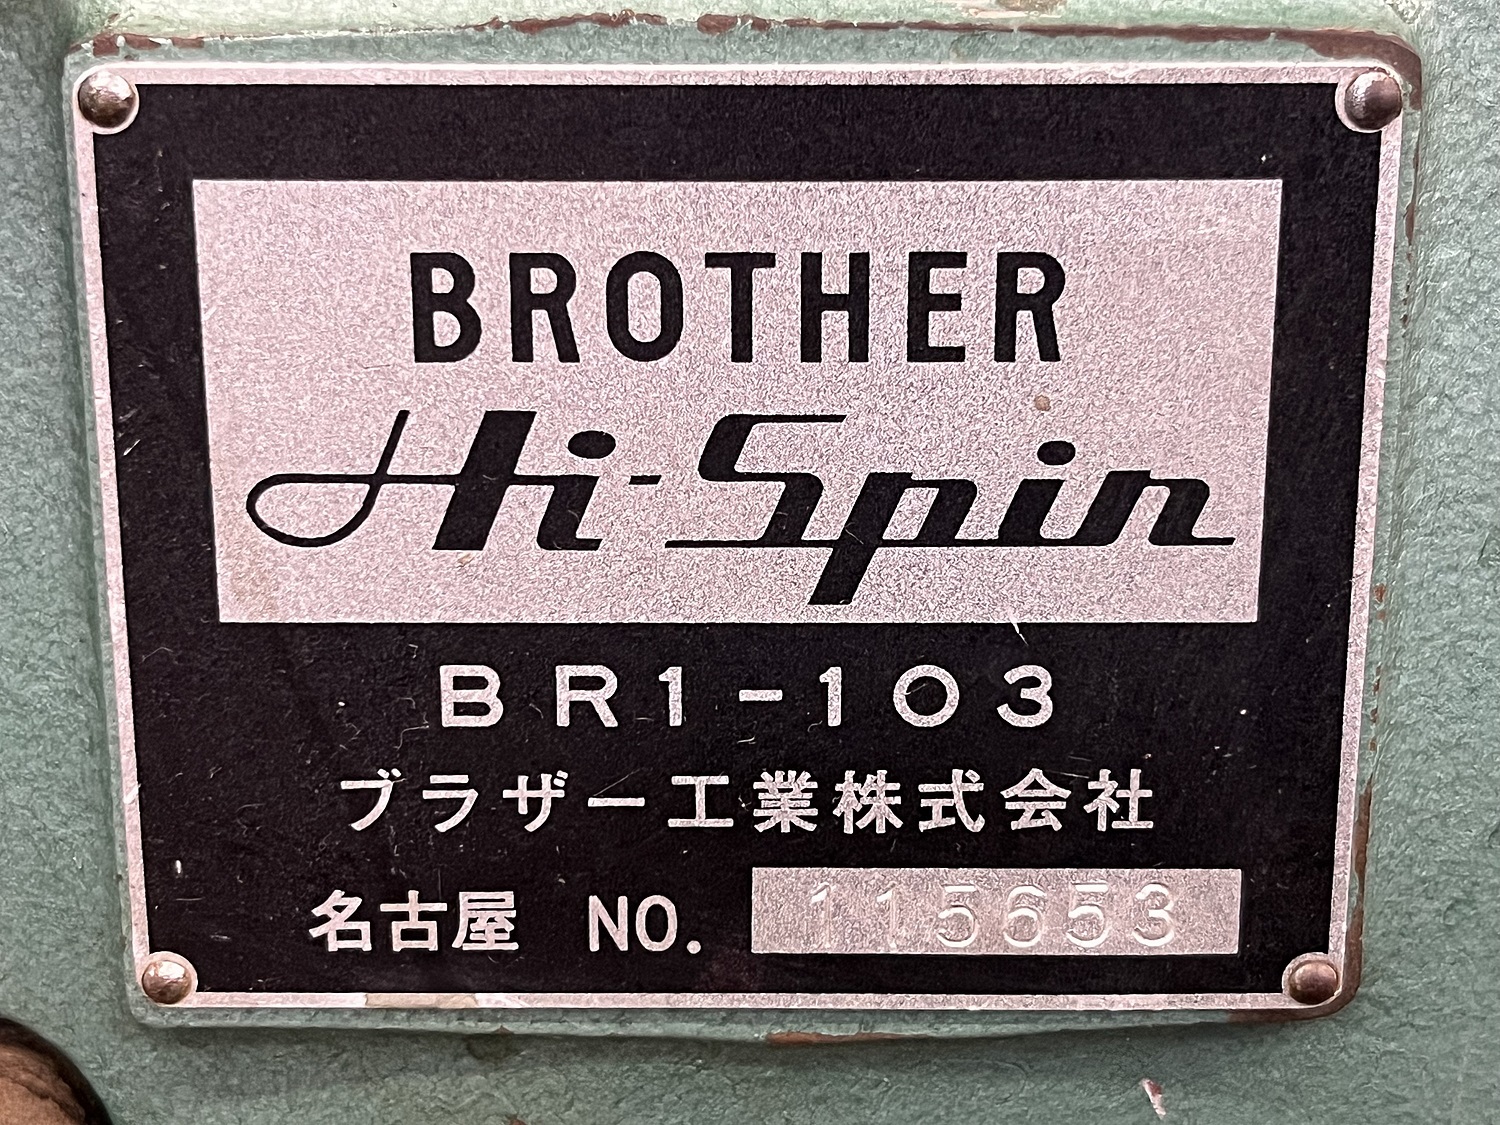 BROTHER
Hi-Spin
BR1-103
ブラザー工業株式会社
名古屋 NO. 115653